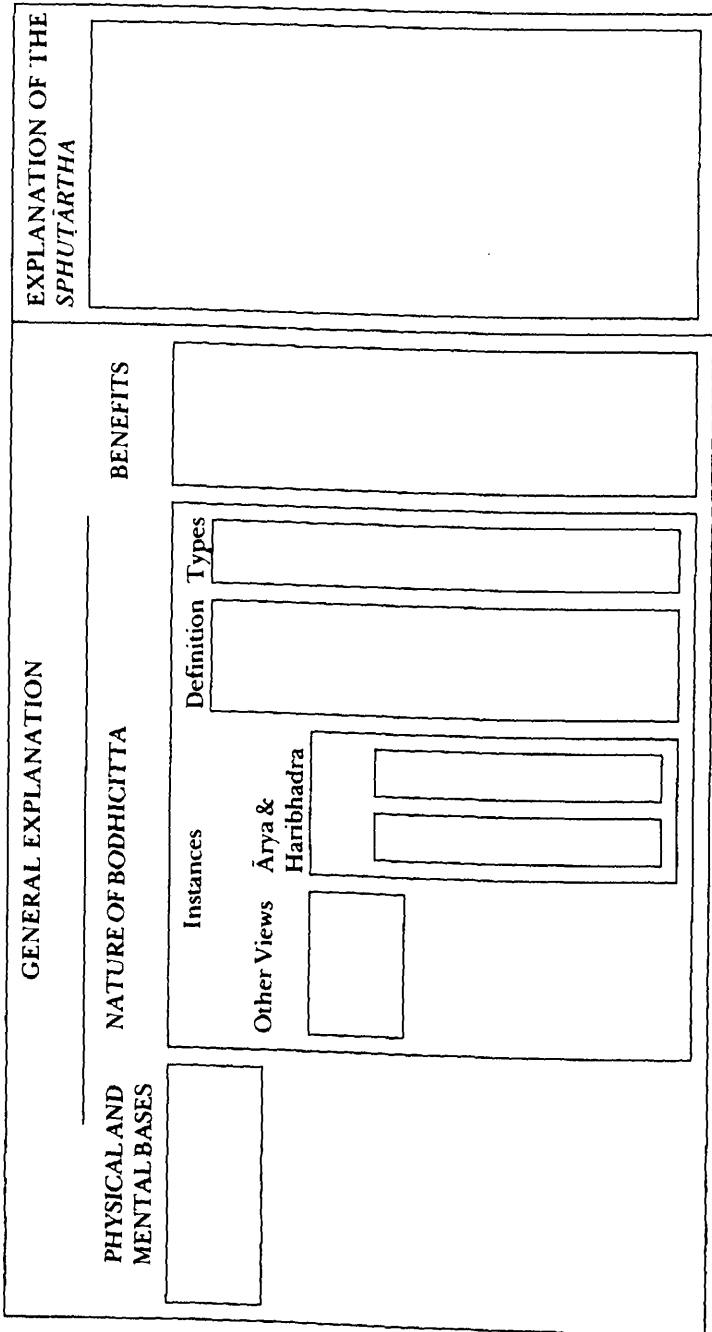 GENERAL EXPLANATION
PHYSICAL AND
MENTAL BASES
NATURE OF BODHICITTA
Instances
Other Views
Ārya &
Haribhadra
Definition
Types
BENEFITS
EXPLANATION OF THE
SPHUṬĀRTHA